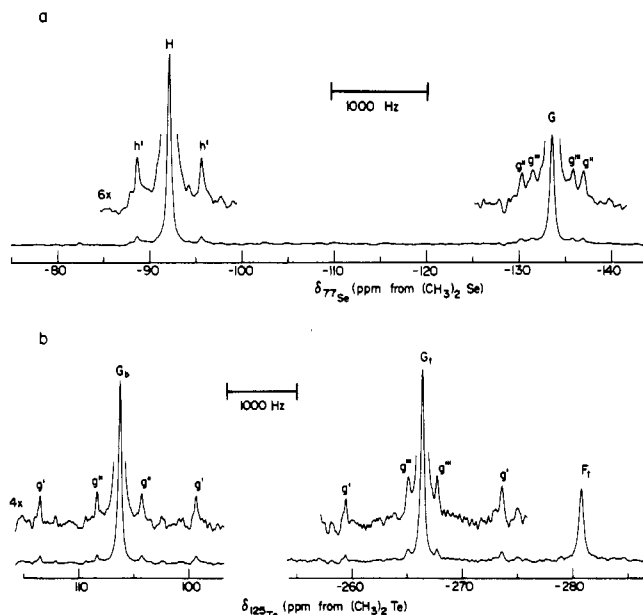 a
H
1000 Hz
h' h'
G
g" g''' g''' g"
6x
-80 -90 -100 -110 -120 -130 -140
δ77Se (ppm from (CH3)2 Se)
b
Gb
1000 Hz
Gt
g' g" g" g'
g' g''' g''' g'
Ft
4x
110 100 -260 -270 -280
δ125Te (ppm from (CH3)2 Te)